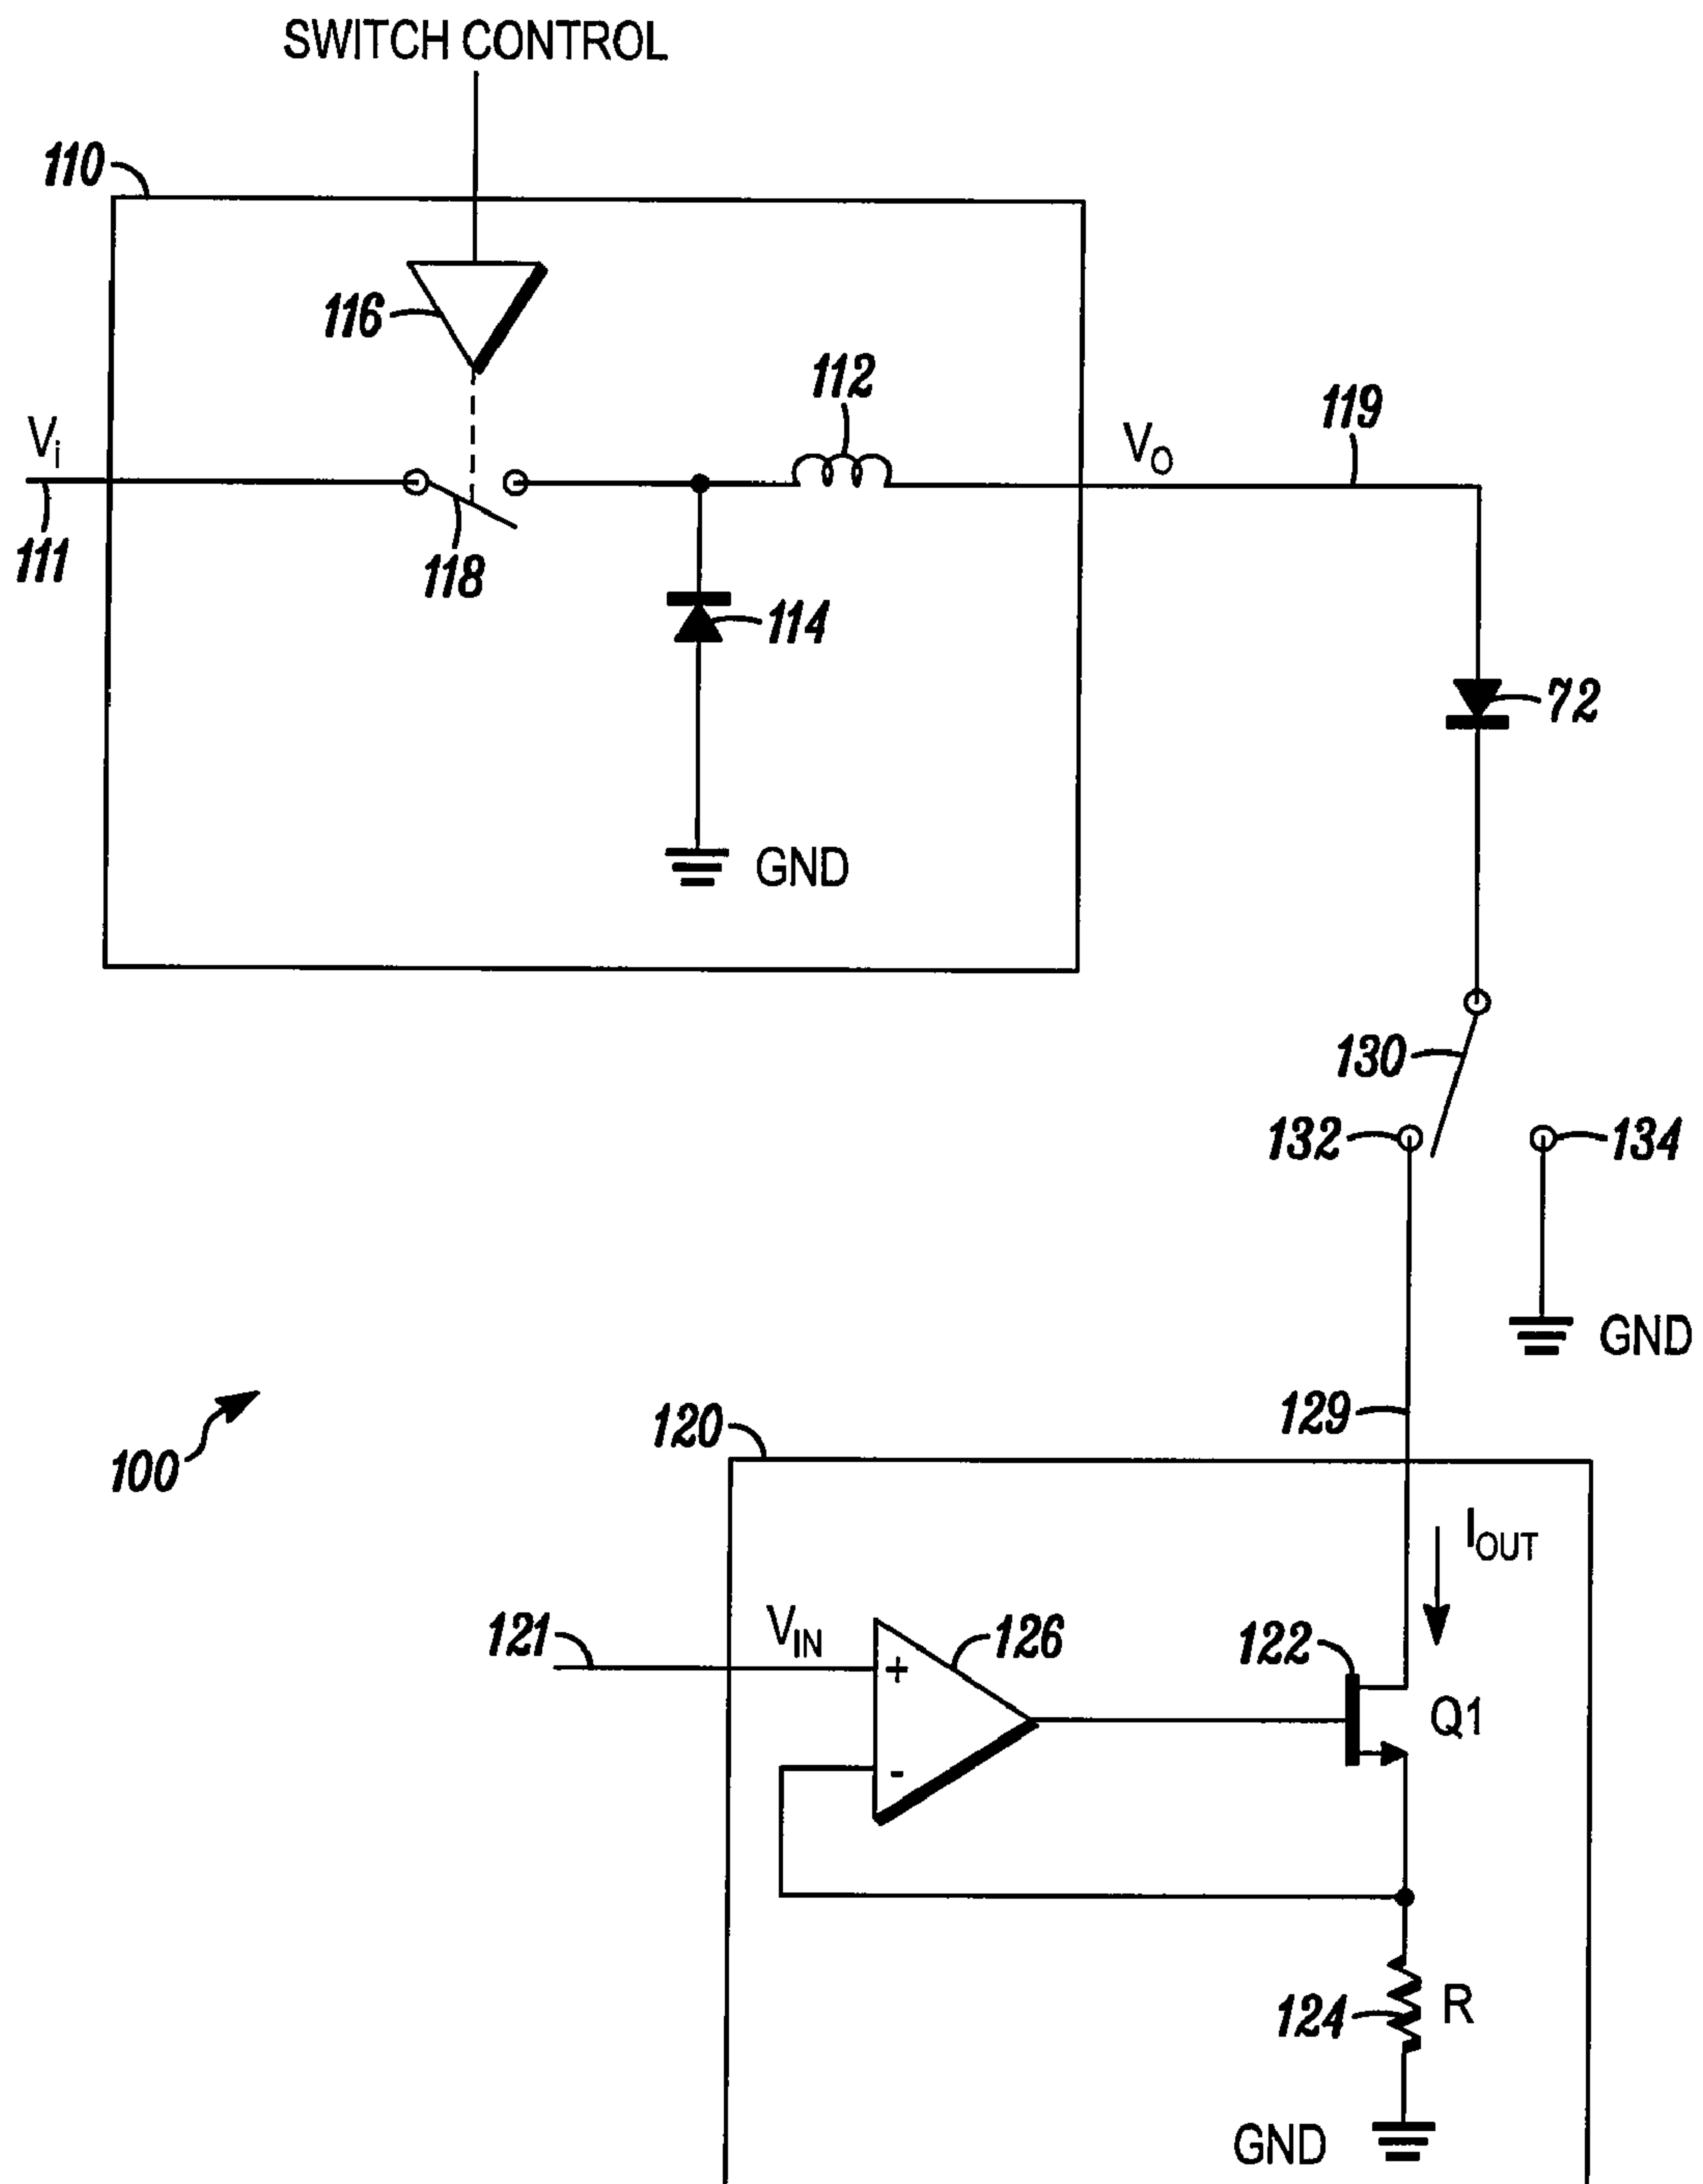 SWITCH CONTROL
110
116
112
119
Vi
VO
111
118
114
72
GND
130
132
134
GND
129
120
100
IOUT
121
VIN
126
122
+
Q1
-
124
R
GND